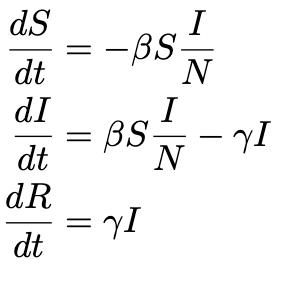 dS/dt = −βS I/N
dI/dt = βS I/N − γI
dR/dt = γI